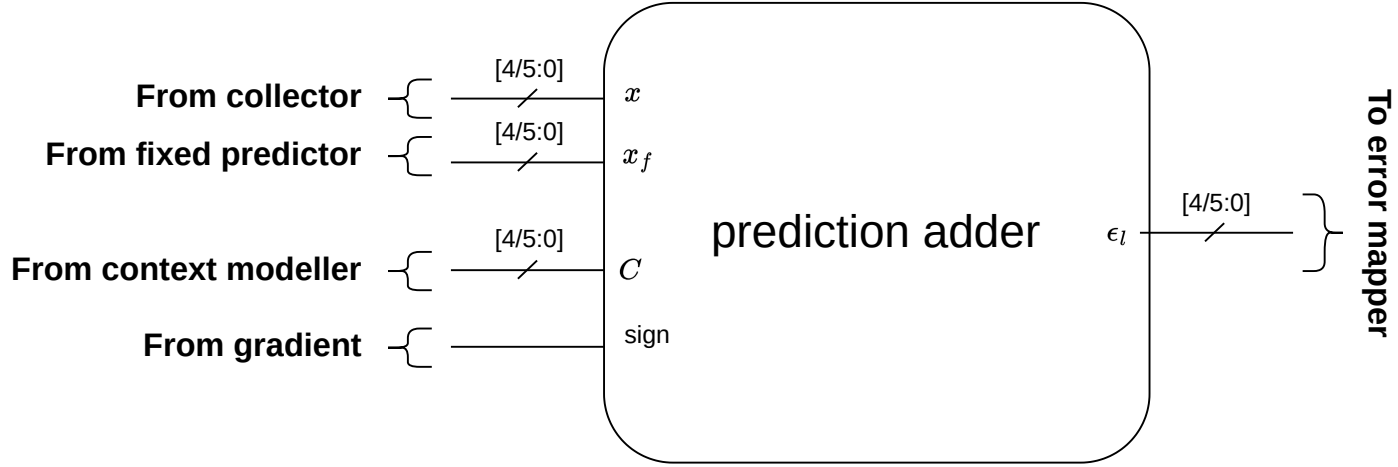 [4/5:0]
From collector
x
[4/5:0]
From fixed predictor
x_f
[4/5:0]
From context modeller
C
From gradient
sign
prediction adder
ϵ_l
[4/5:0]
To error mapper